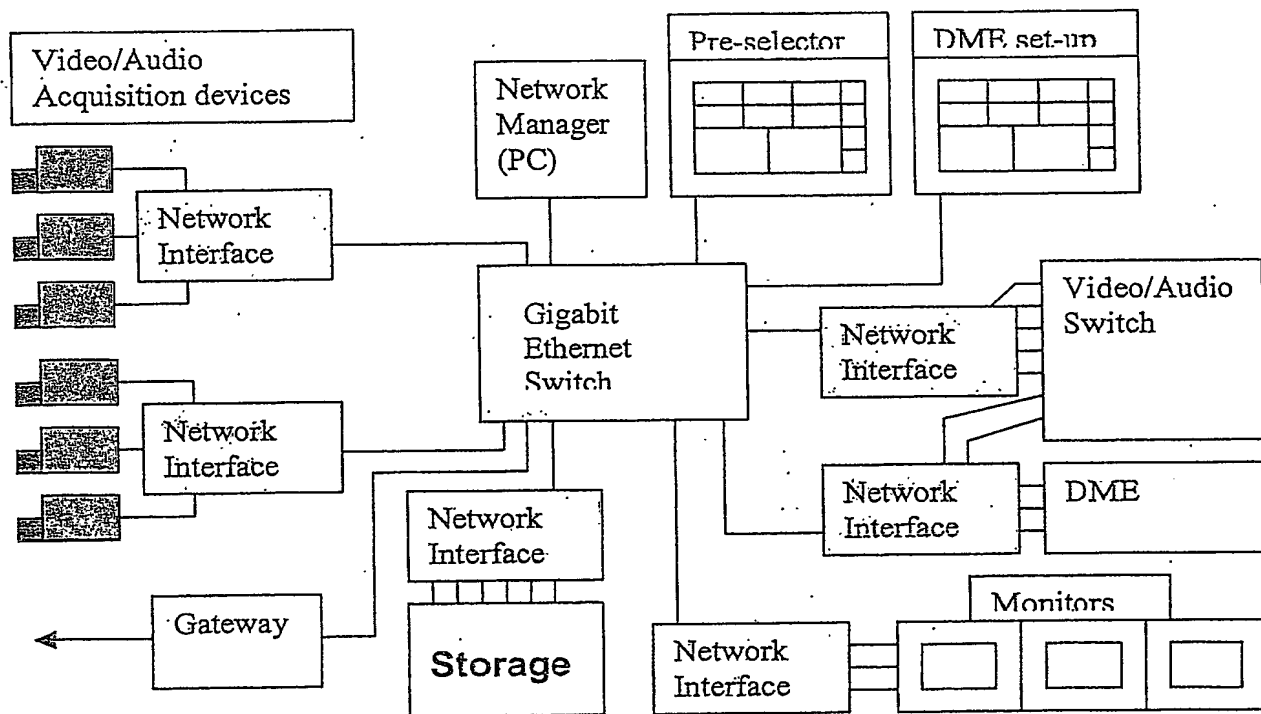 Video/Audio
Acquisition devices
Network
Manager
(PC)
Pre-selector
DME set-up
Network
Interface
Gigabit
Ethernet
Switch
Network
Interface
Video/Audio
Switch
Network
Interface
Network
Interface
DME
Network
Interface
Gateway
Storage
Monitors
Network
Interface